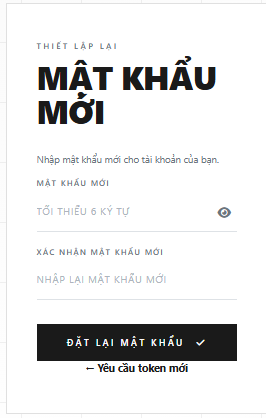 THIẾT LẬP LẠI
MẬT KHẨU
MỚI
Nhập mật khẩu mới cho tài khoản của bạn.
MẬT KHẨU MỚI
TỐI THIỂU 6 KÝ TỰ
XÁC NHẬN MẬT KHẨU MỚI
NHẬP LẠI MẬT KHẨU MỚI
ĐẶT LẠI MẬT KHẨU ✓
← Yêu cầu token mới